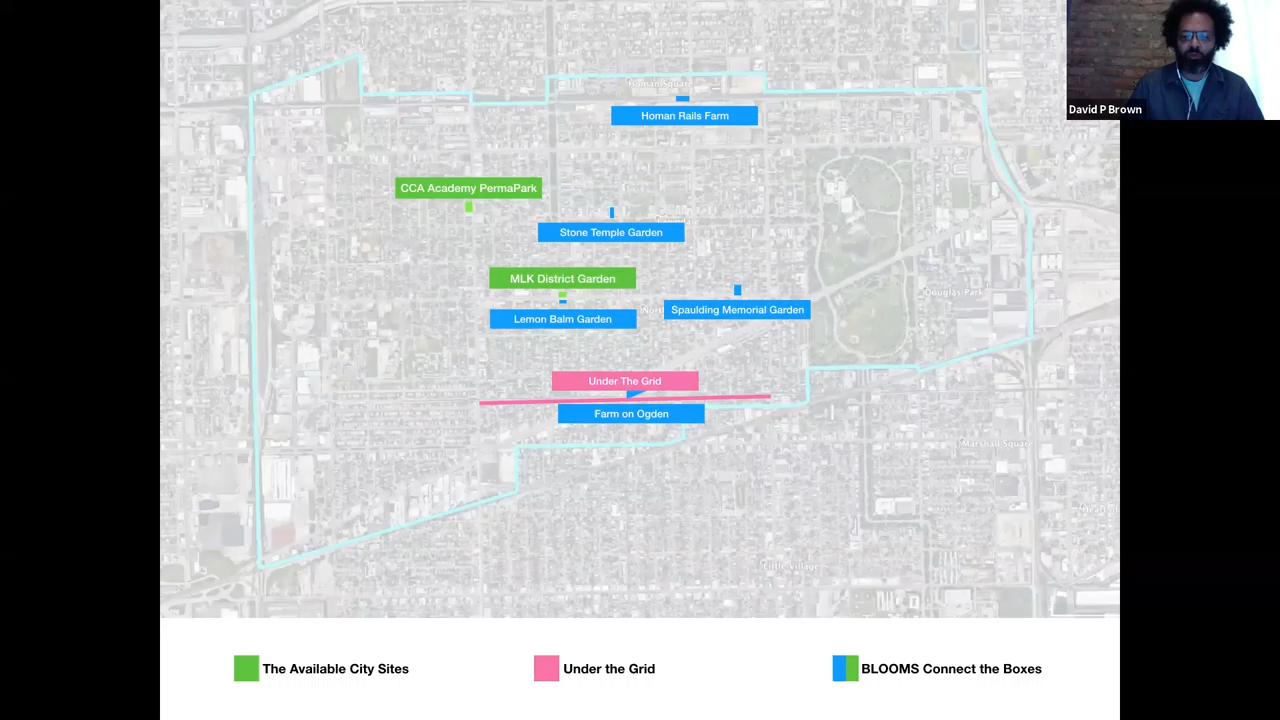 David P Brown
Homan Square
Homan Rails Farm
CCA Academy PermaPark
Stone Temple Garden
MLK District Garden
Douglas Park
Spaulding Memorial Garden
Lemon Balm Garden
Under The Grid
Farm on Ogden
Marshall Square
Little Village
The Available City Sites
Under the Grid
BLOOMS Connect the Boxes